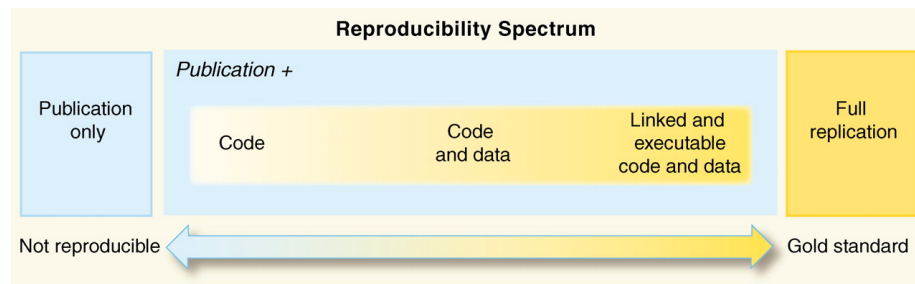 Reproducibility Spectrum
Publication
only
Publication +
Code
Code
and data
Linked and
executable
code and data
Full
replication
Not reproducible
Gold standard